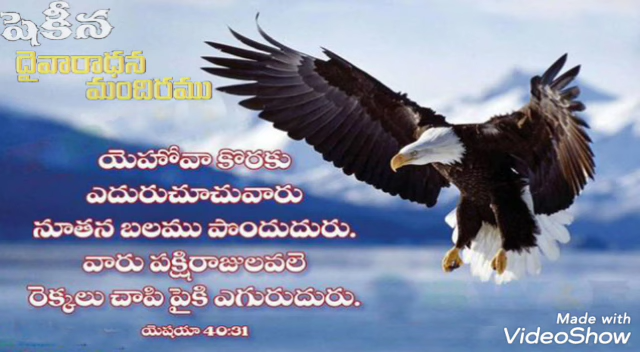 షెకీన
దైవారాధన
మందిరము
యెహోవా కొరకు
ఎదురుచూచువారు
నూతన బలము పొందుదురు.
వారు పక్షిరాజులవలె
రెక్కలు చాపి పైకి ఎగురుదురు.
యెషయా 40:31
Made with
VideoShow